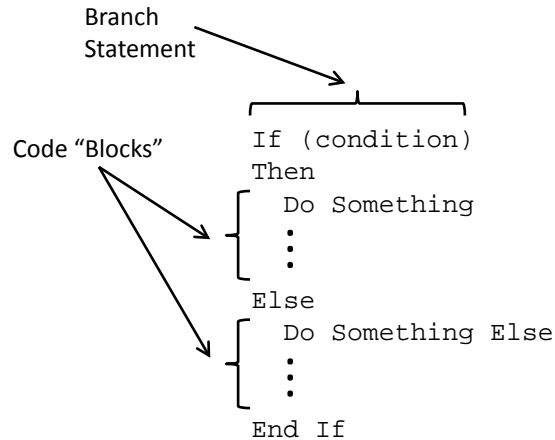 Branch
Statement
Code “Blocks”
If (condition)
Then
Do Something
Else
Do Something Else
End If